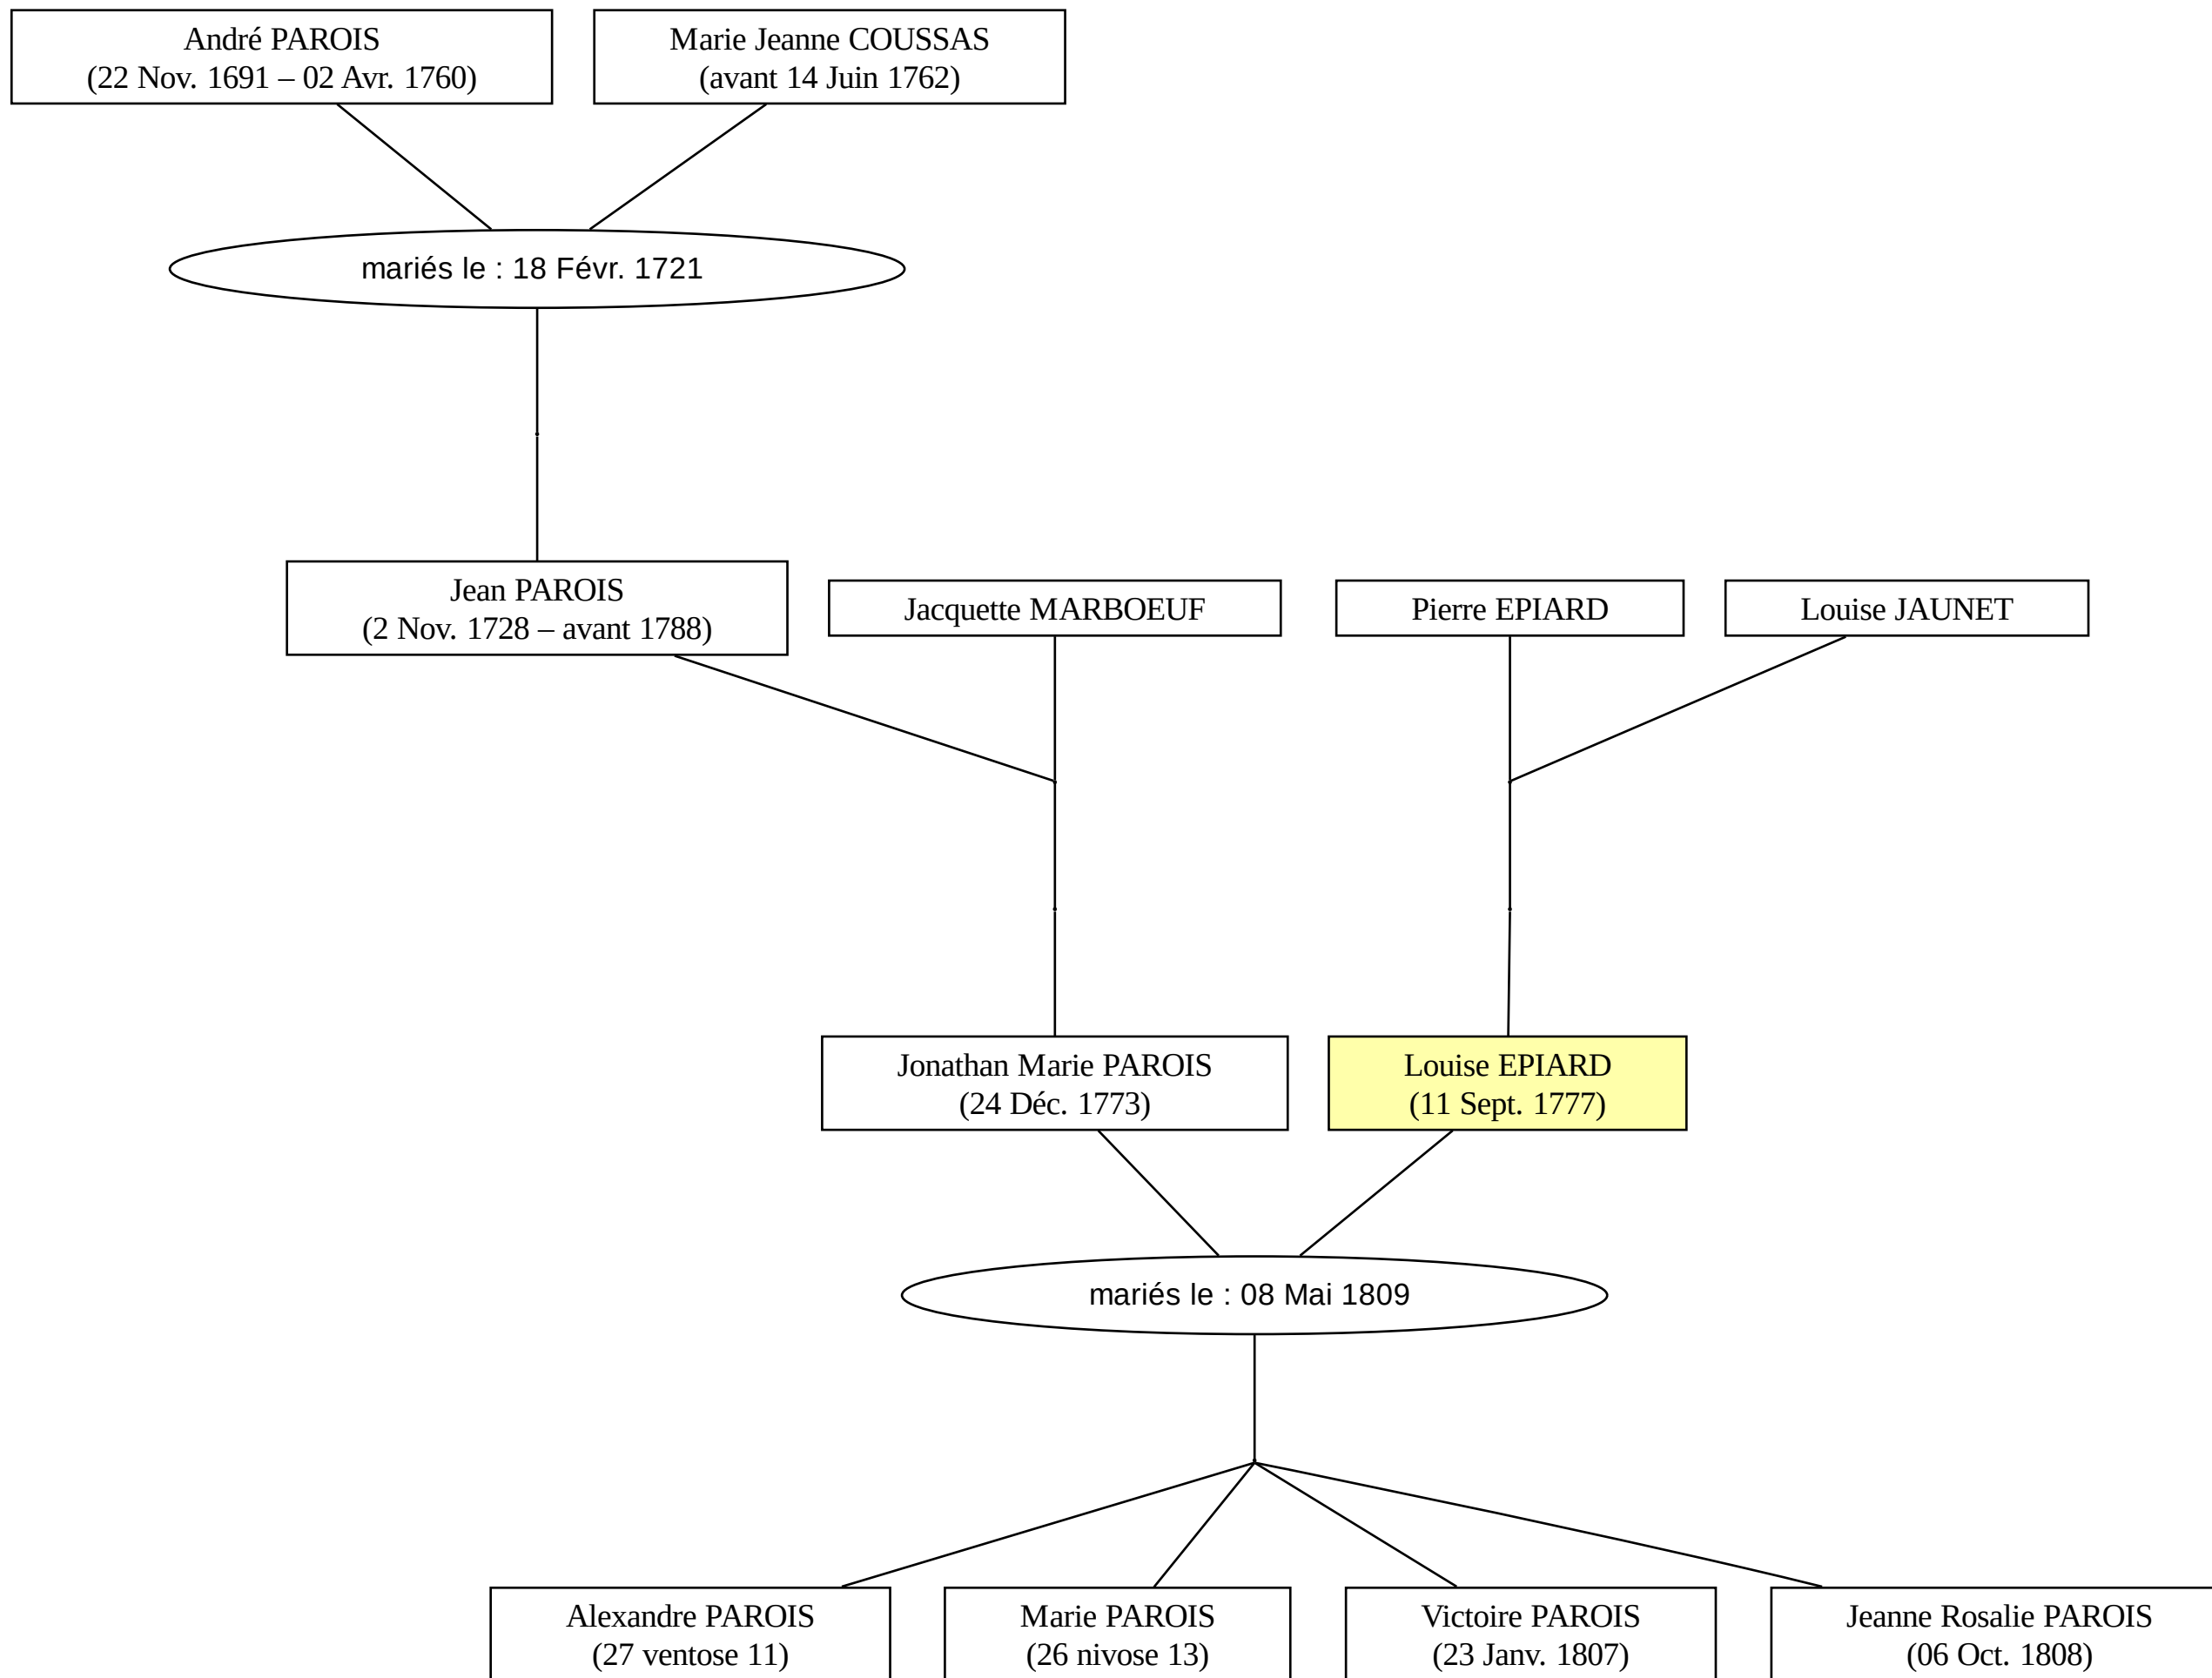 André PAROIS
(22 Nov. 1691 – 02 Avr. 1760)
Marie Jeanne COUSSAS
(avant 14 Juin 1762)
mariés le : 18 Févr. 1721
Jean PAROIS
(2 Nov. 1728 – avant 1788)
Jacquette MARBOEUF
Pierre EPIARD
Louise JAUNET
Jonathan Marie PAROIS
(24 Déc. 1773)
Louise EPIARD
(11 Sept. 1777)
mariés le : 08 Mai 1809
Alexandre PAROIS
(27 ventose 11)
Marie PAROIS
(26 nivose 13)
Victoire PAROIS
(23 Janv. 1807)
Jeanne Rosalie PAROIS
(06 Oct. 1808)